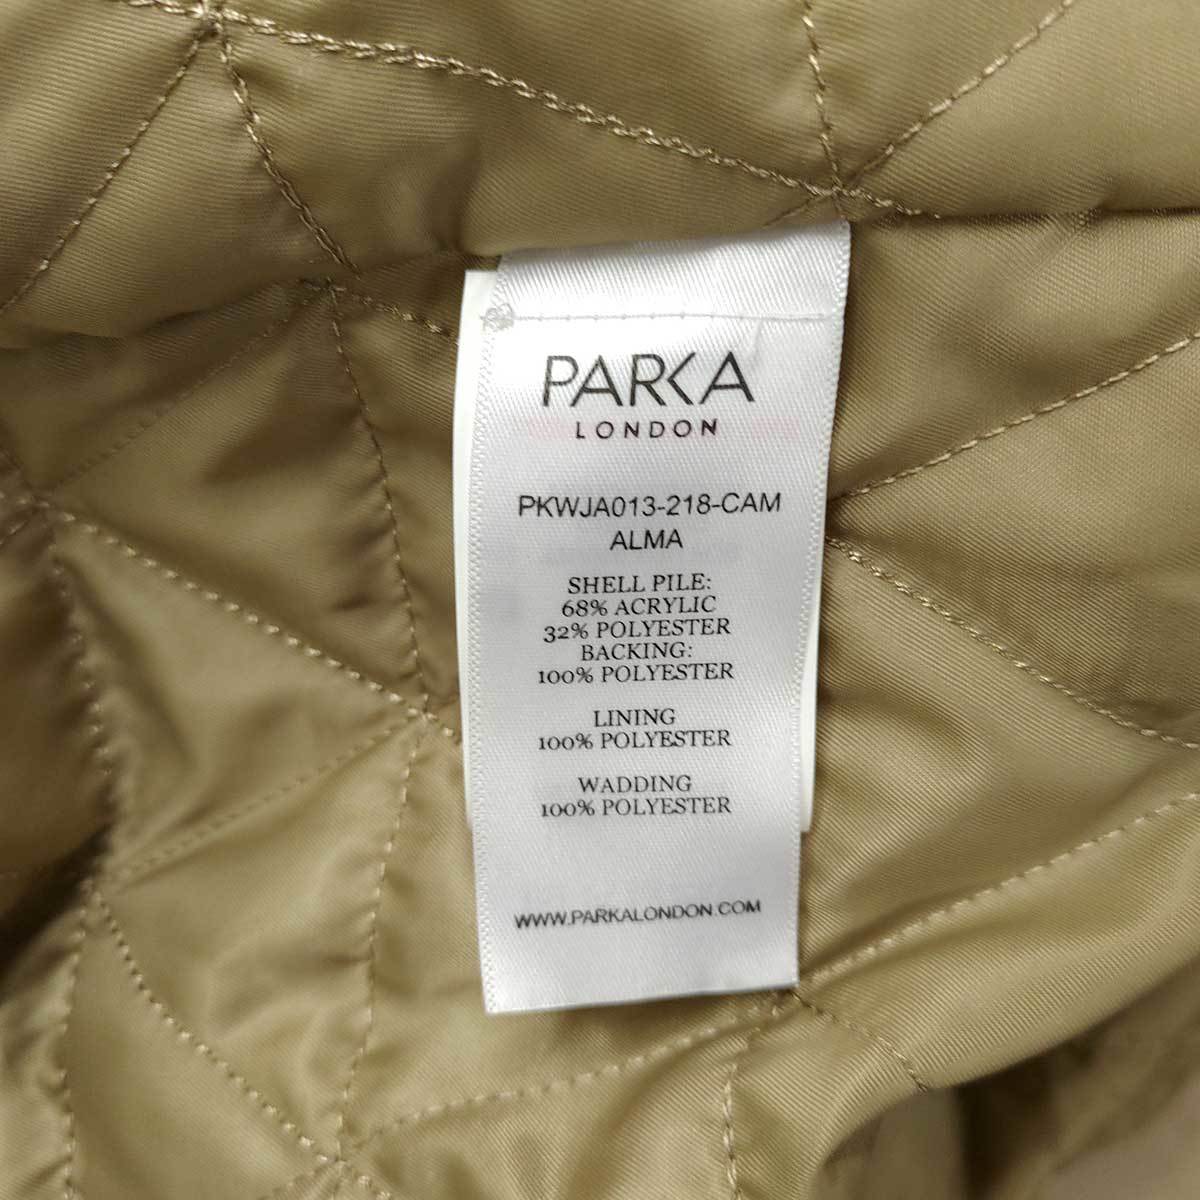 PARKA
LONDON
PKWJA013-218-CAM
ALMA
SHELL PILE:
68% ACRYLIC
32% POLYESTER
BACKING:
100% POLYESTER
LINING
100% POLYESTER
WADDING
100% POLYESTER
WWW.PARKALONDON.COM